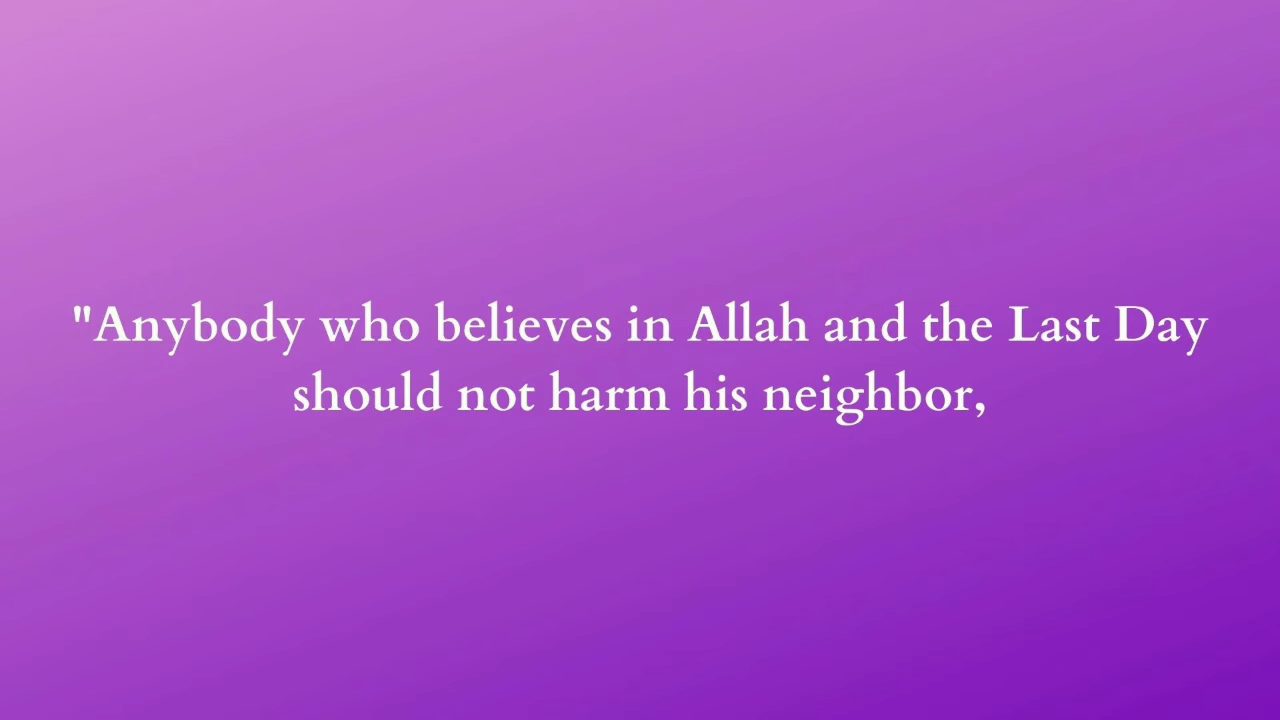 "Anybody who believes in Allah and the Last Day
should not harm his neighbor,